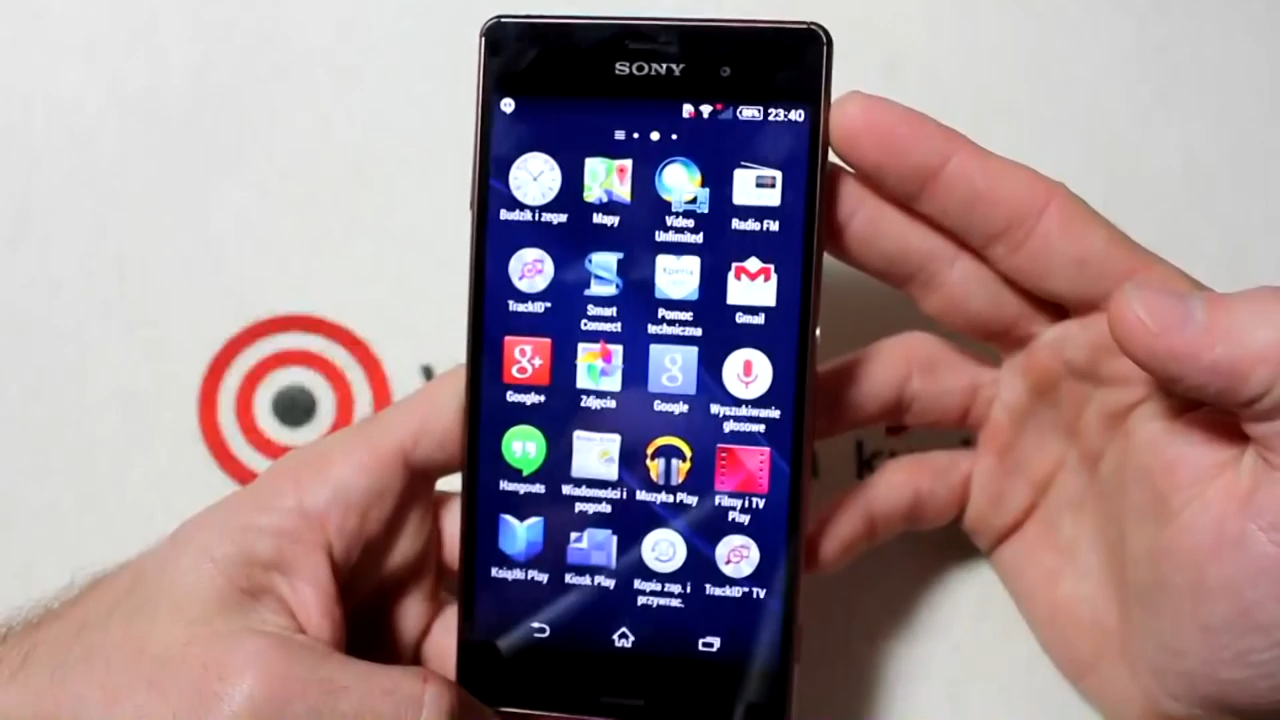 SONY
88% 23:40
Budzik i zegar
Mapy
Video
Unlimited
Radio FM
TrackID™
Smart
Connect
Xperia
Pomoc
techniczna
Gmail
g+
Google+
Zdjęcia
g
Google
Wyszukiwanie
głosowe
Hangouts
Wiadomości i
pogoda
Muzyka Play
Filmy i TV
Play
Książki Play
Kiosk Play
Kopia zap. i
przywrac.
TrackID™ TV